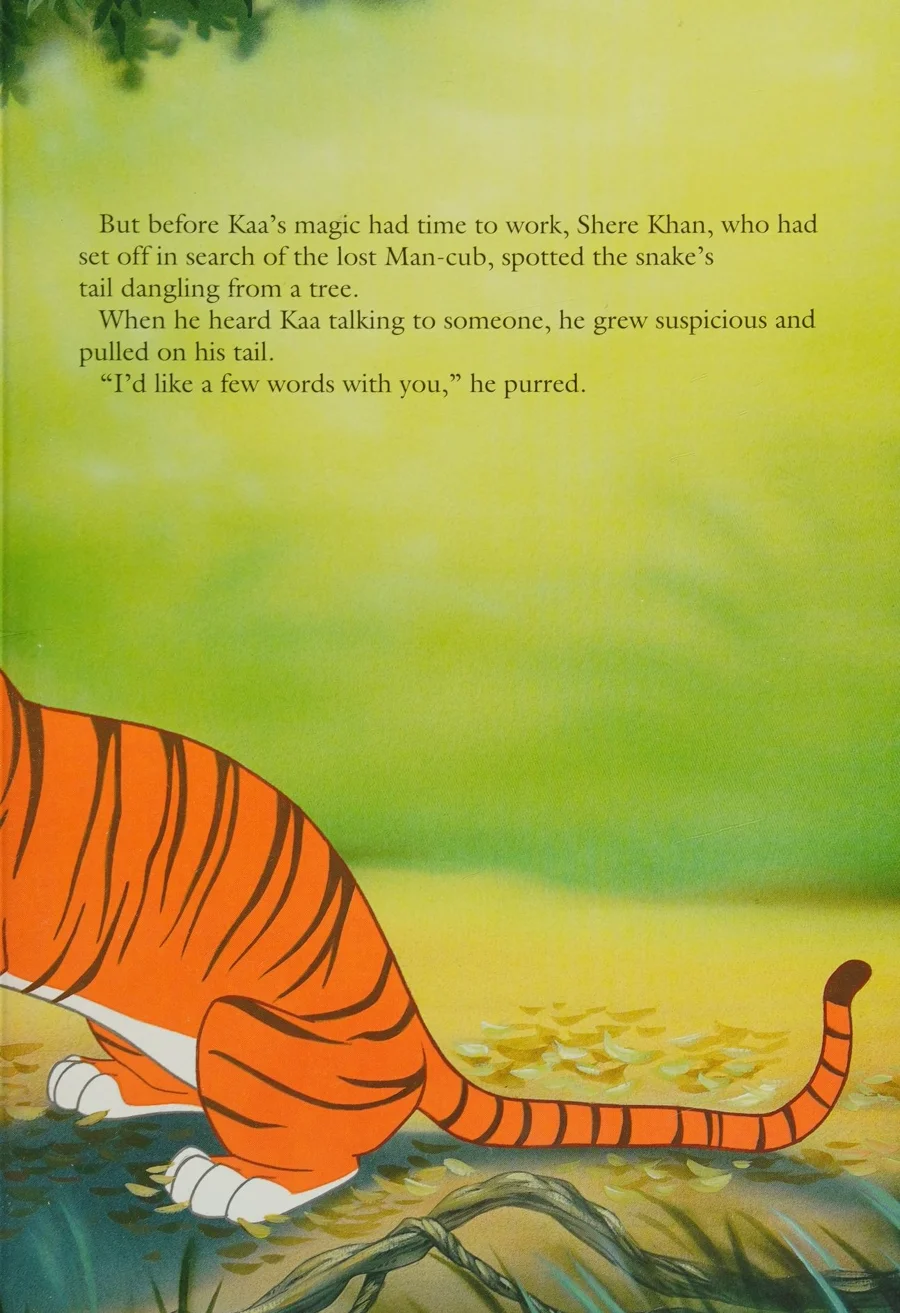 But before Kaa’s magic had time to work, Shere Khan, who had
set off in search of the lost Man-cub, spotted the snake’s
tail dangling from a tree.
When he heard Kaa talking to someone, he grew suspicious and
pulled on his tail.
“I’d like a few words with you,” he purred.